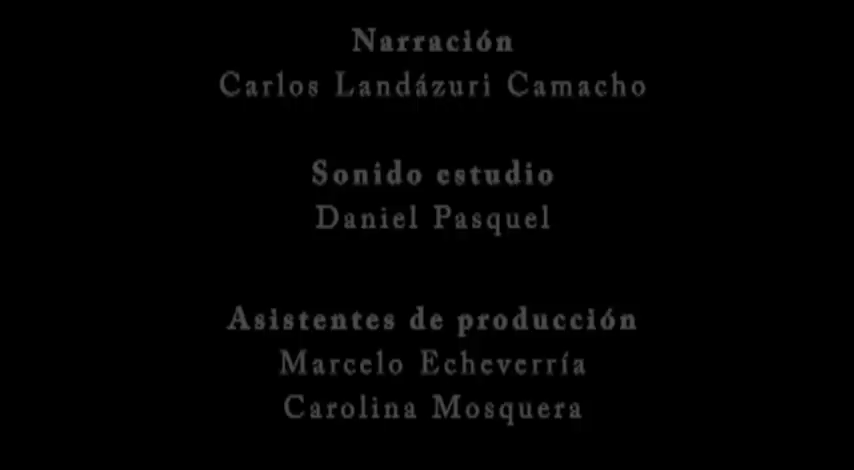 Narración
Carlos Landázuri Camacho
Sonido estudio
Daniel Pasquel
Asistentes de producción
Marcelo Echeverría
Carolina Mosquera